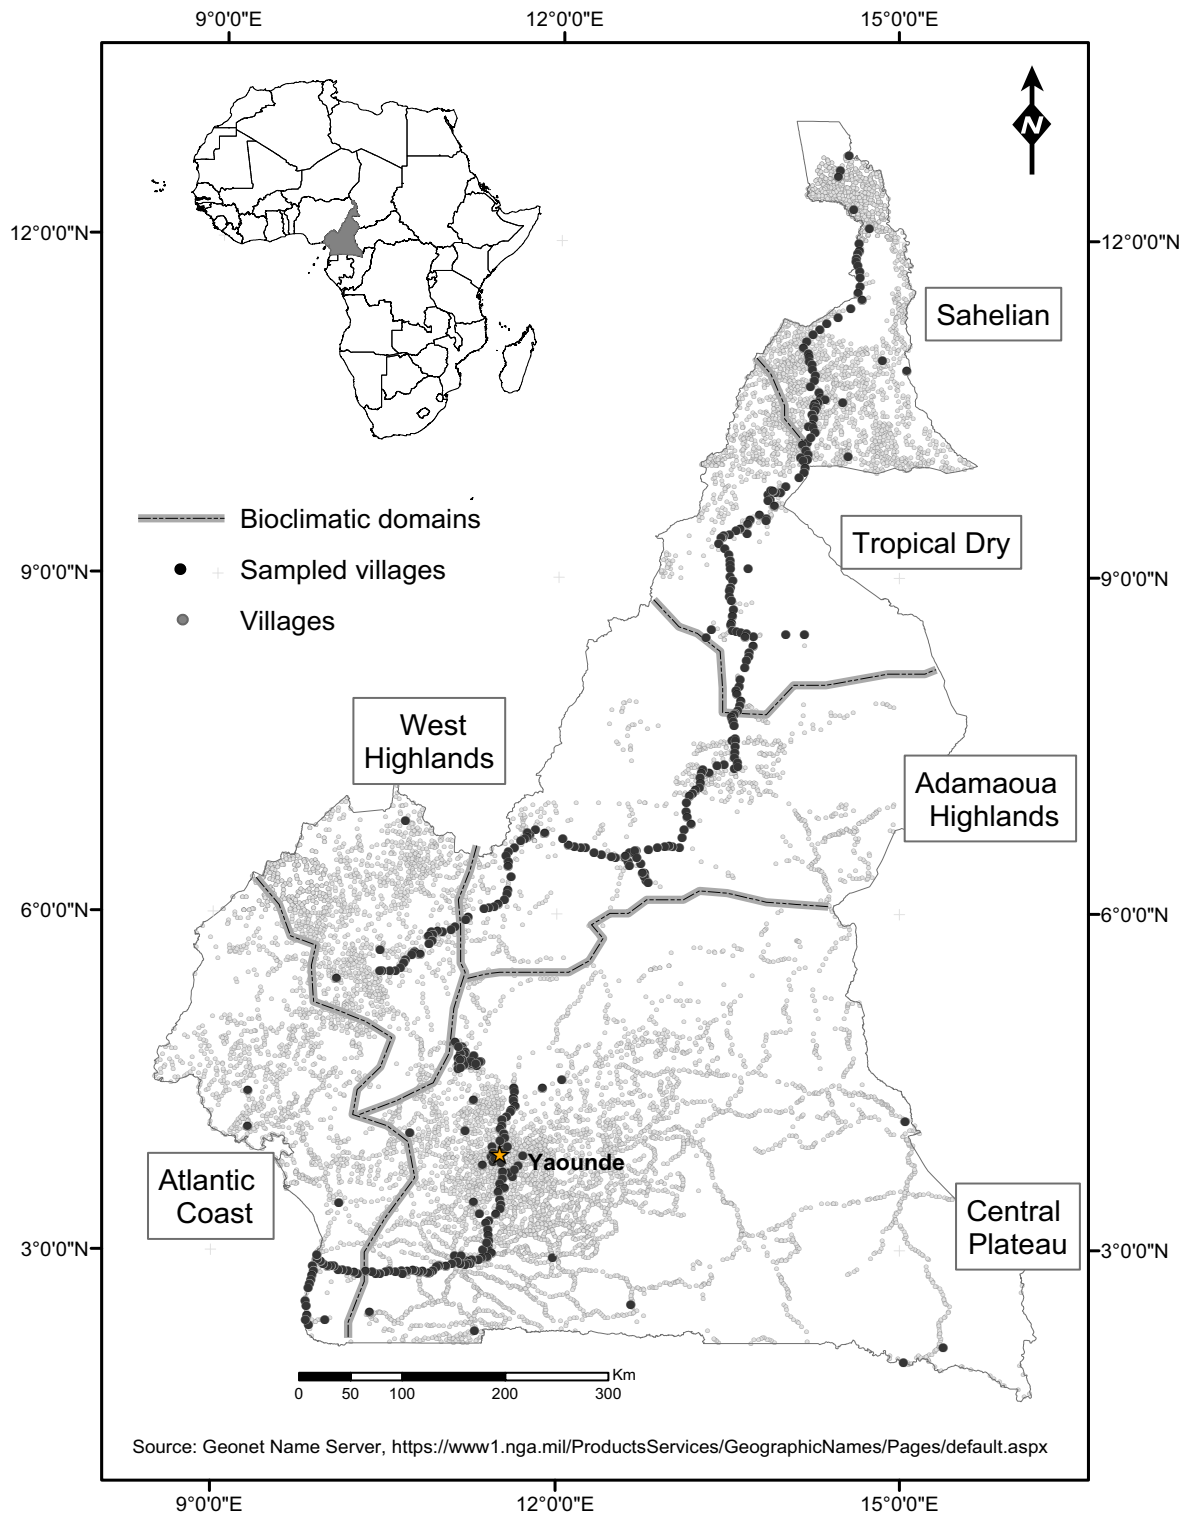 9°0'0"E 12°0'0"E 15°0'0"E
N
12°0'0"N 12°0'0"N
Sahelian
Bioclimatic domains
Tropical Dry
Sampled villages
9°0'0"N 9°0'0"N
Villages
West
Highlands
Adamaoua
Highlands
6°0'0"N 6°0'0"N
Yaounde
Atlantic
Coast
Central
Plateau
3°0'0"N 3°0'0"N
Km
0 50 100 200 300
Source: Geonet Name Server, https://www1.nga.mil/ProductsServices/GeographicNames/Pages/default.aspx
9°0'0"E 12°0'0"E 15°0'0"E